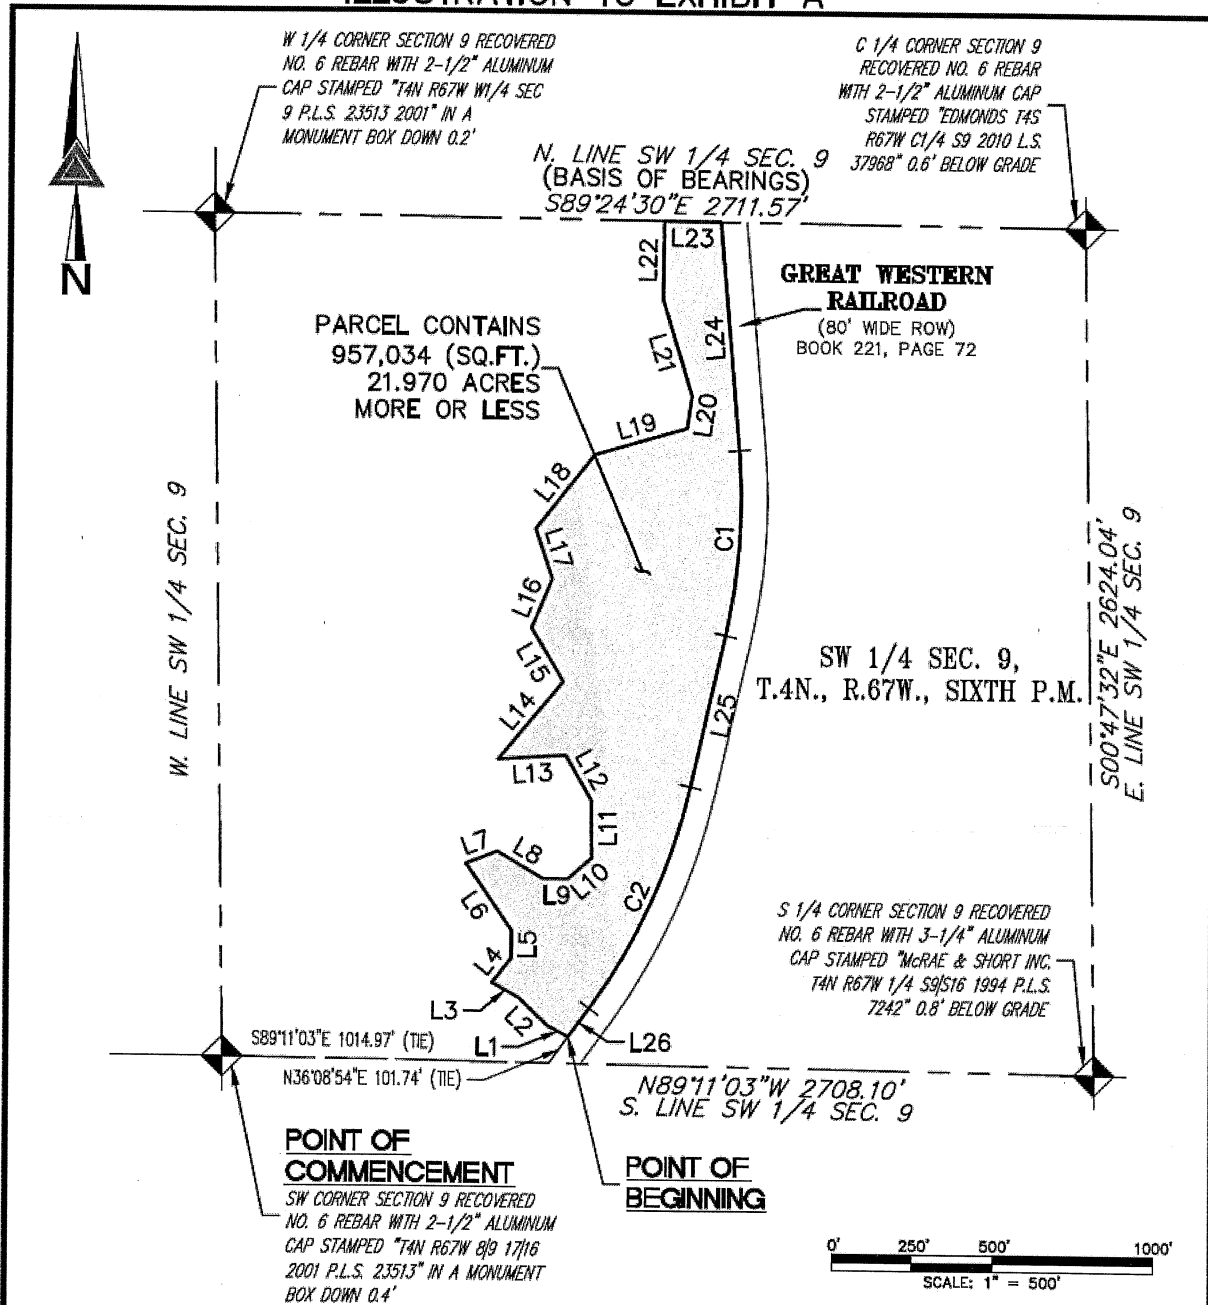 ILLUSTRATION TO EXHIBIT A
W 1/4 CORNER SECTION 9 RECOVERED
NO. 6 REBAR WITH 2-1/2" ALUMINUM
CAP STAMPED "T4N R67W W1/4 SEC
9 P.L.S. 23513 2001" IN A
MONUMENT BOX DOWN 0.2'
C 1/4 CORNER SECTION 9
RECOVERED NO. 6 REBAR
WITH 2-1/2" ALUMINUM CAP
STAMPED "EDMONDS T4S
R67W C1/4 S9 2010 L.S.
37968" 0.6' BELOW GRADE
N. LINE SW 1/4 SEC. 9
(BASIS OF BEARINGS)
S89°24'30"E 2711.57'
N
L22
L23
GREAT WESTERN
RAILROAD
(80' WIDE ROW)
BOOK 221, PAGE 72
PARCEL CONTAINS
957,034 (SQ.FT.)
21.970 ACRES
MORE OR LESS
L24
L21
L20
L19
L18
L17
C1
L16
W. LINE SW 1/4 SEC. 9
S00°47'32"E 2624.04'
E. LINE SW 1/4 SEC. 9
SW 1/4 SEC. 9,
T.4N., R.67W., SIXTH P.M.
L15
L14
L25
L13
L12
L11
L7
L8
L9
L10
C2
L6
L5
L4
L3
L2
L1
L26
S 1/4 CORNER SECTION 9 RECOVERED
NO. 6 REBAR WITH 3-1/4" ALUMINUM
CAP STAMPED "McRAE & SHORT INC.
T4N R67W 1/4 S9|S16 1994 P.L.S.
7242" 0.8' BELOW GRADE
S89°11'03"E 1014.97' (TIE)
N36°08'54"E 101.74' (TIE)
N89°11'03"W 2708.10'
S. LINE SW 1/4 SEC. 9
POINT OF
COMMENCEMENT
SW CORNER SECTION 9 RECOVERED
NO. 6 REBAR WITH 2-1/2" ALUMINUM
CAP STAMPED "T4N R67W 8|9 17|16
2001 P.L.S. 23513" IN A MONUMENT
BOX DOWN 0.4'
POINT OF
BEGINNING
0' 250' 500' 1000'
SCALE: 1" = 500'